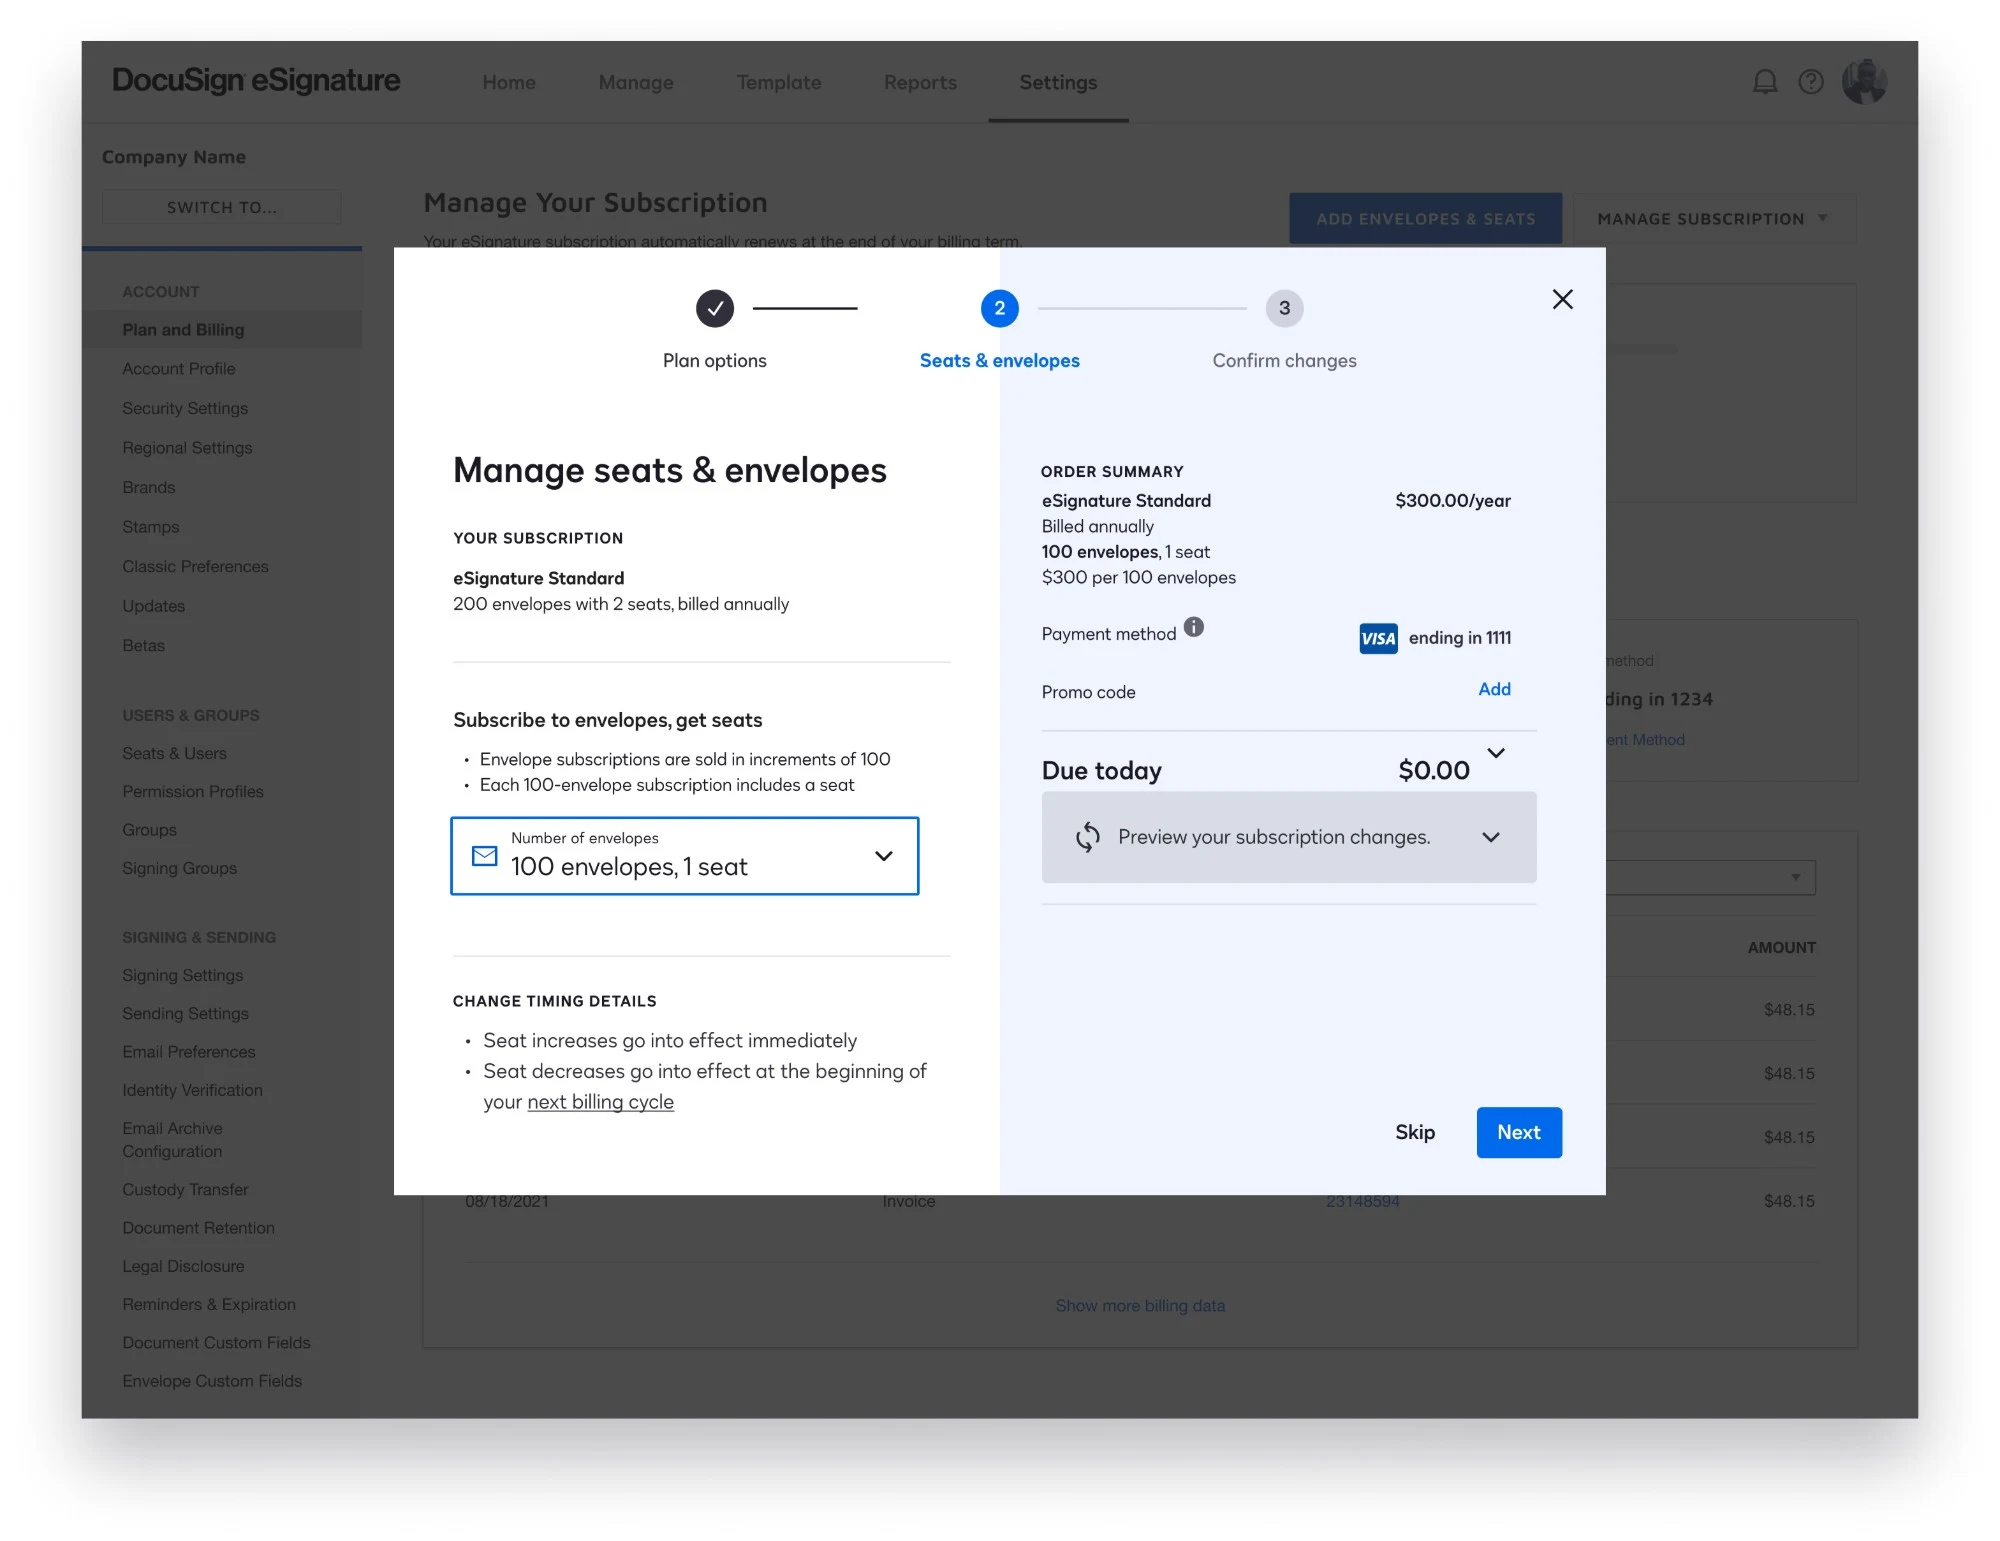 DocuSign eSignature
Home
Manage
Template
Reports
Settings
Company Name
SWITCH TO...
ACCOUNT
Plan and Billing
Account Profile
Security Settings
Regional Settings
Brands
Stamps
Classic Preferences
Updates
Betas
USERS & GROUPS
Seats & Users
Permission Profiles
Groups
Signing Groups
SIGNING & SENDING
Signing Settings
Sending Settings
Email Preferences
Identity Verification
Email Archive
Configuration
Custody Transfer
Document Retention
Legal Disclosure
Reminders & Expiration
Document Custom Fields
Envelope Custom Fields
Manage Your Subscription
Your eSignature subscription automatically renews at the end of your billing term.
ADD ENVELOPES & SEATS
MANAGE SUBSCRIPTION
2
3
Plan options
Seats & envelopes
Confirm changes
Manage seats & envelopes
YOUR SUBSCRIPTION
eSignature Standard
200 envelopes with 2 seats, billed annually
Subscribe to envelopes, get seats
• Envelope subscriptions are sold in increments of 100
• Each 100-envelope subscription includes a seat
Number of envelopes
100 envelopes, 1 seat
CHANGE TIMING DETAILS
• Seat increases go into effect immediately
• Seat decreases go into effect at the beginning of
your next billing cycle
ORDER SUMMARY
eSignature Standard $300.00/year
Billed annually
100 envelopes, 1 seat
$300 per 100 envelopes
Payment method VISA ending in 1111
Promo code Add
Due today $0.00
Preview your subscription changes.
Skip
Next
ethod
ding in 1234
ent Method
AMOUNT
$48.15
$48.15
$48.15
08/18/2021 Invoice 23148594 $48.15
Show more billing data